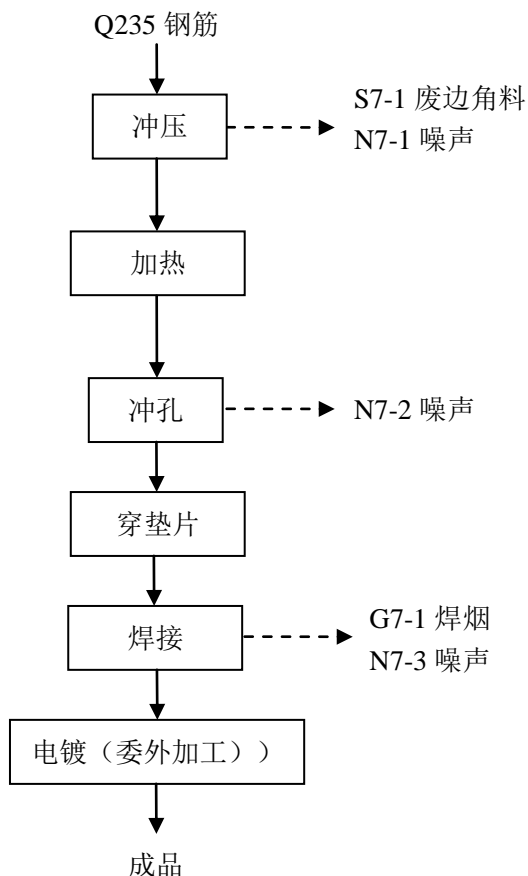 Q235 钢筋
冲压
S7-1 废边角料
N7-1 噪声
加热
冲孔
N7-2 噪声
穿垫片
焊接
G7-1 焊烟
N7-3 噪声
电镀（委外加工））
成品